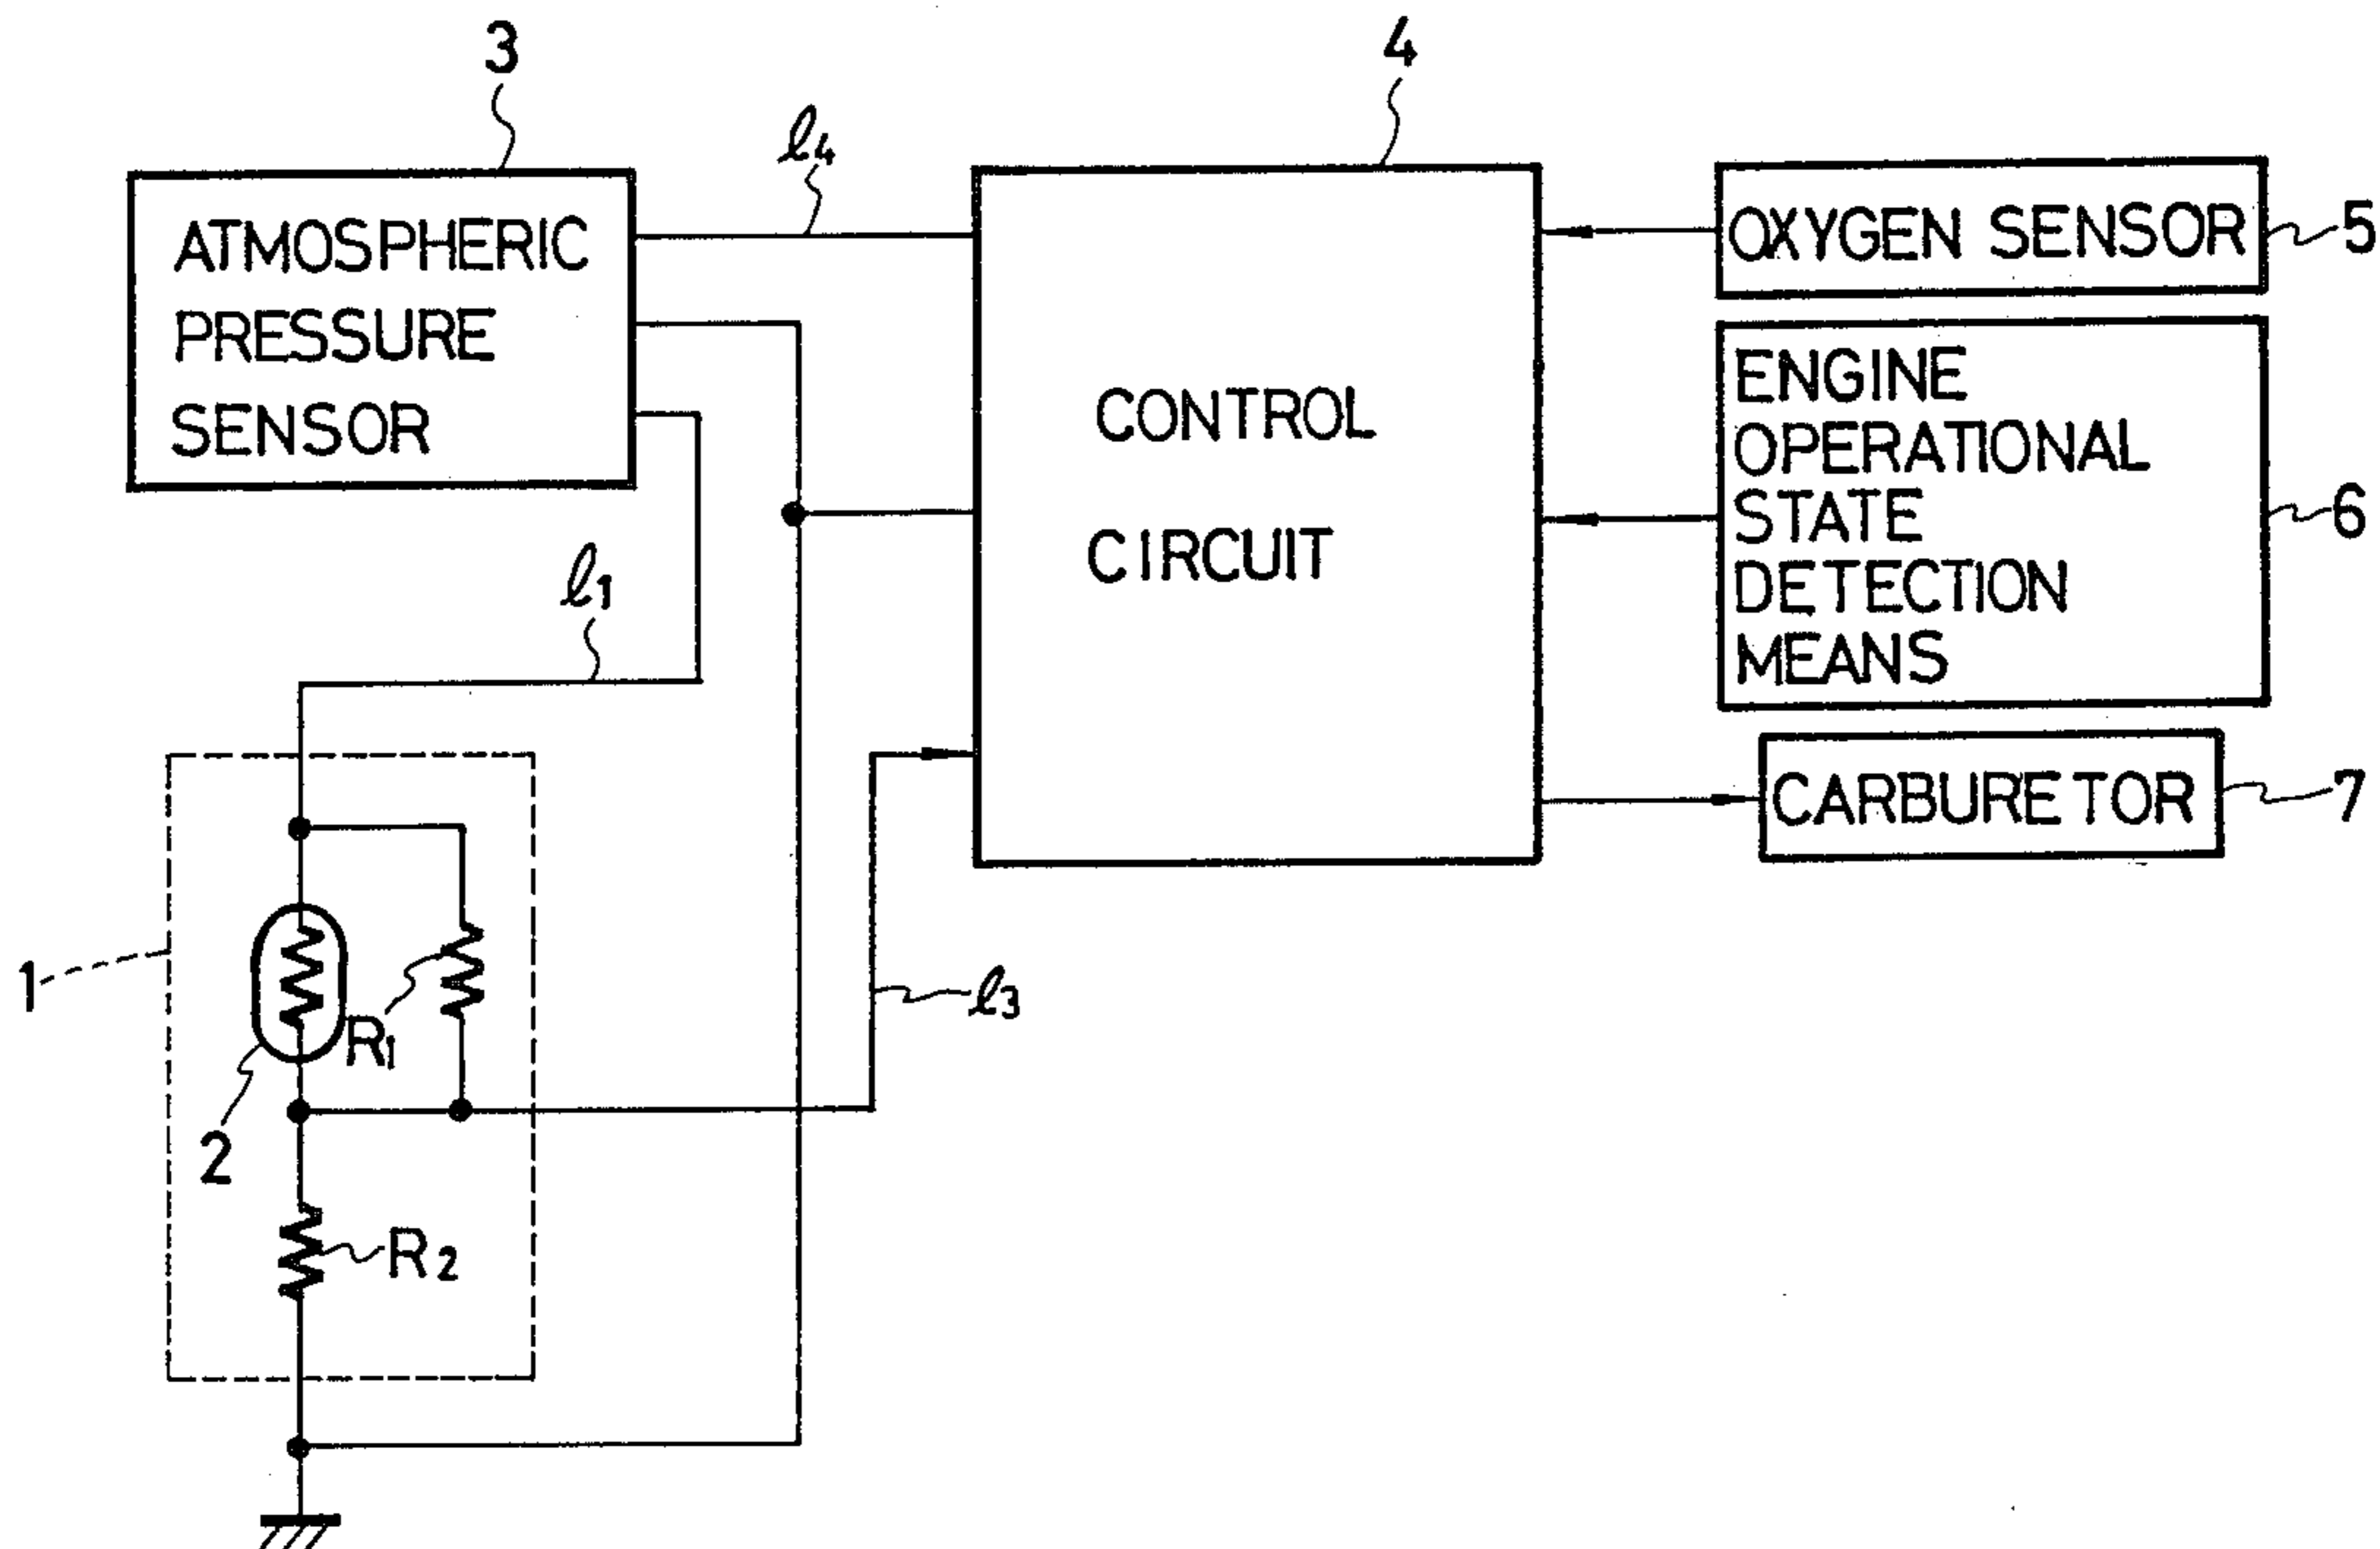 3
4
ℓ4
ATMOSPHERIC
PRESSURE
SENSOR
CONTROL
CIRCUIT
OXYGEN SENSOR
5
ENGINE
OPERATIONAL
STATE
DETECTION
MEANS
6
CARBURETOR
7
ℓ1
1
R1
ℓ3
2
R2